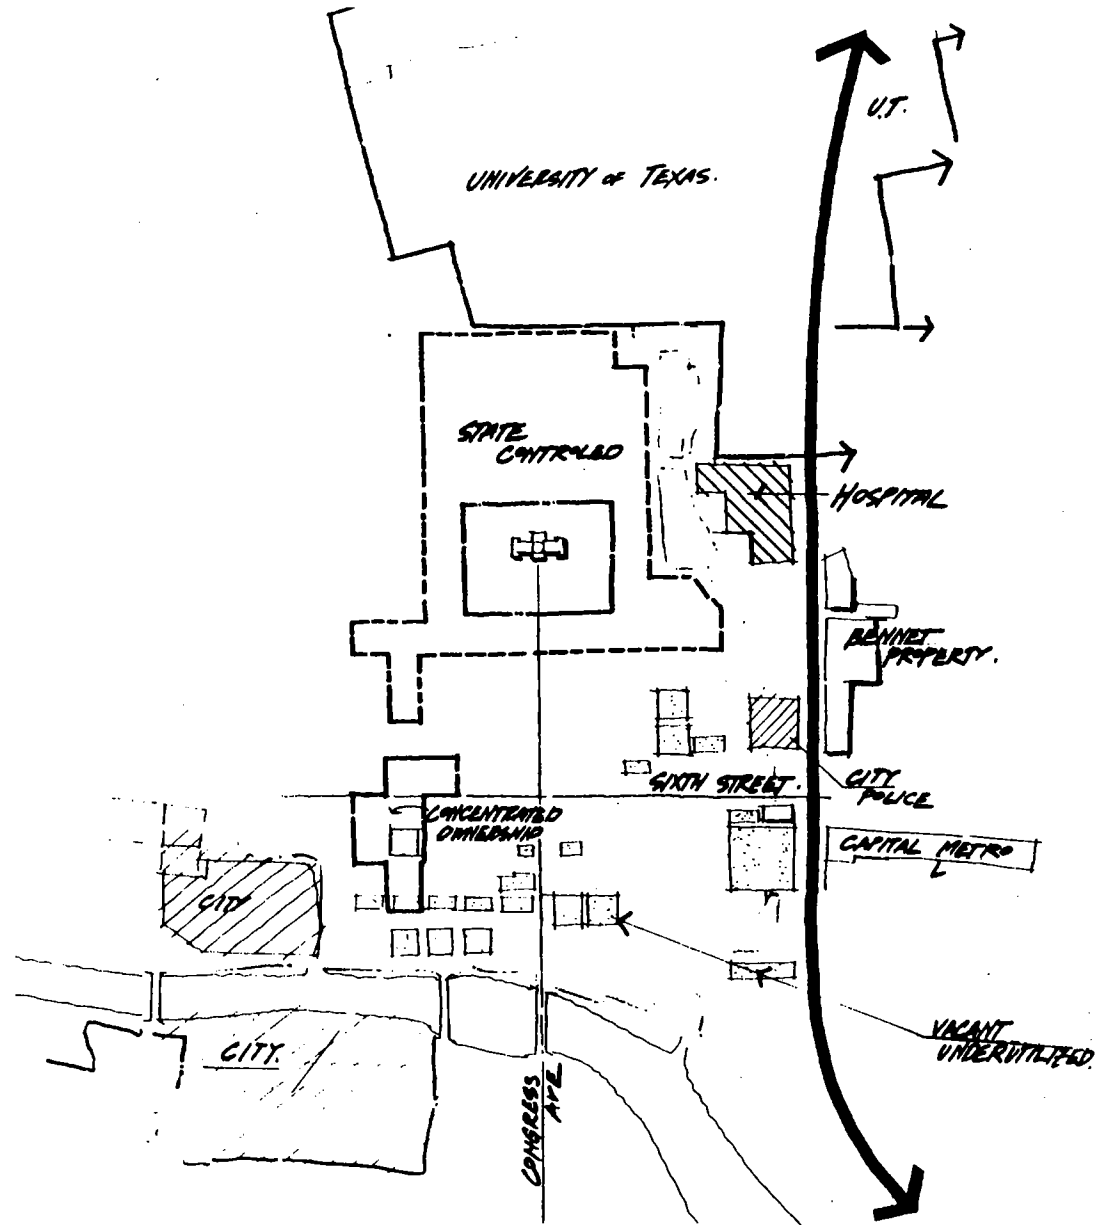 U.T.
UNIVERSITY OF TEXAS.
STATE
CONTROLED
HOSPITAL
BENNET
PROPERTY.
SIXTH STREET.
CITY
POLICE
CONCENTRATED
OWNERSHIP
CAPITAL METRO
CITY
VACANT
UNDERUTILIZED.
CITY.
CONGRESS
AVE